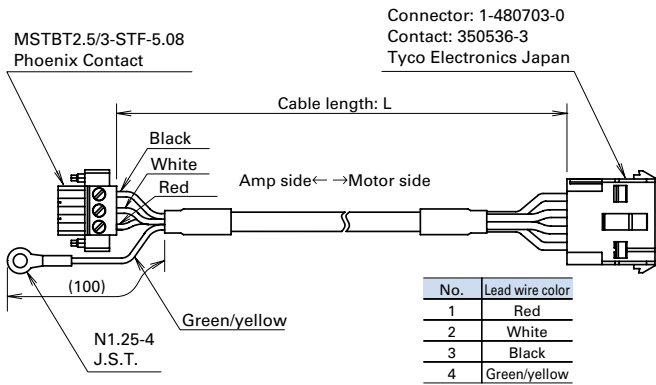 Connector: 1-480703-0
Contact: 350536-3
Tyco Electronics Japan
MSTBT2.5/3-STF-5.08
Phoenix Contact
Cable length: L
Black
White
Red
Amp side← →Motor side
(100)
Green/yellow
N1.25-4
J.S.T.
No. Lead wire color
1 Red
2 White
3 Black
4 Green/yellow